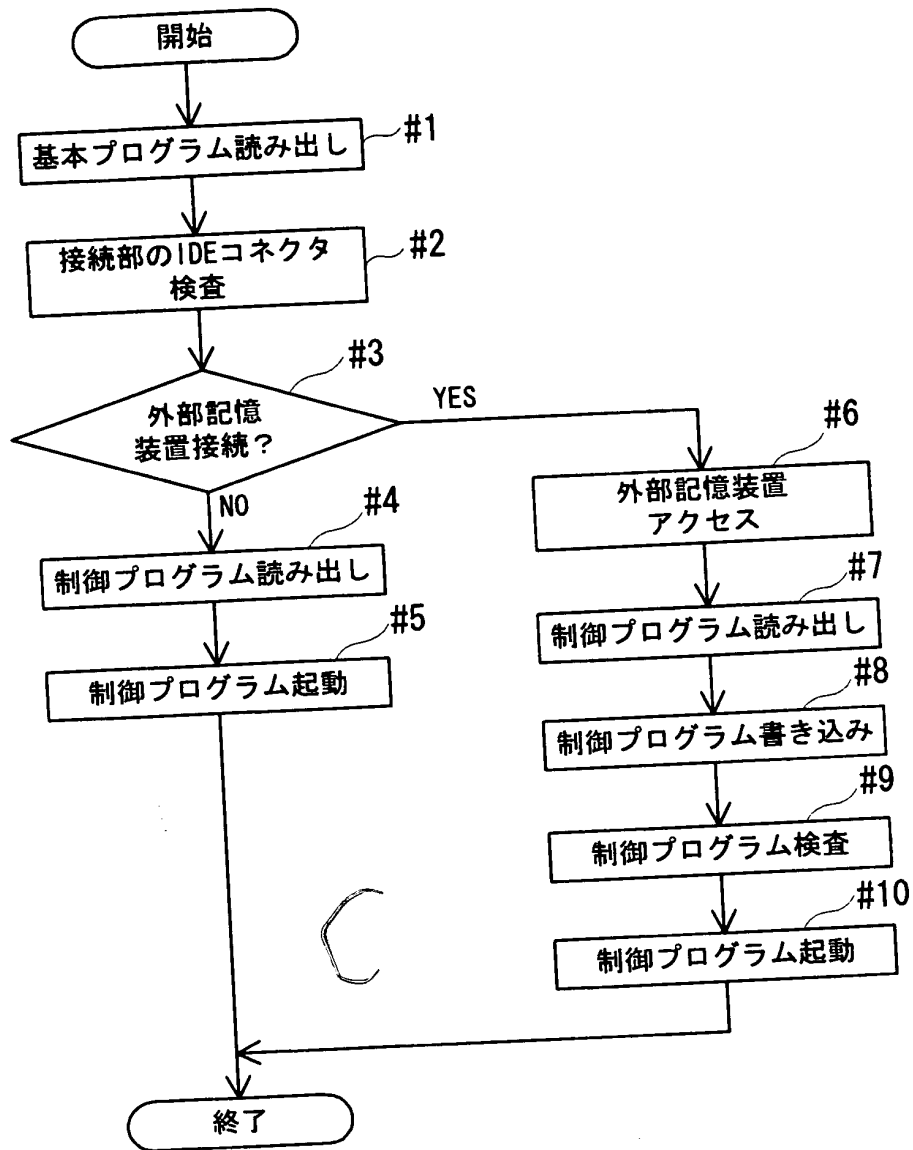 開始
#1
基本プログラム読み出し
#2
接続部のIDEコネクタ
検査
#3
外部記憶
装置接続?
YES
NO
#4
制御プログラム読み出し
#5
制御プログラム起動
#6
外部記憶装置
アクセス
#7
制御プログラム読み出し
#8
制御プログラム書き込み
#9
制御プログラム検査
#10
制御プログラム起動
終了